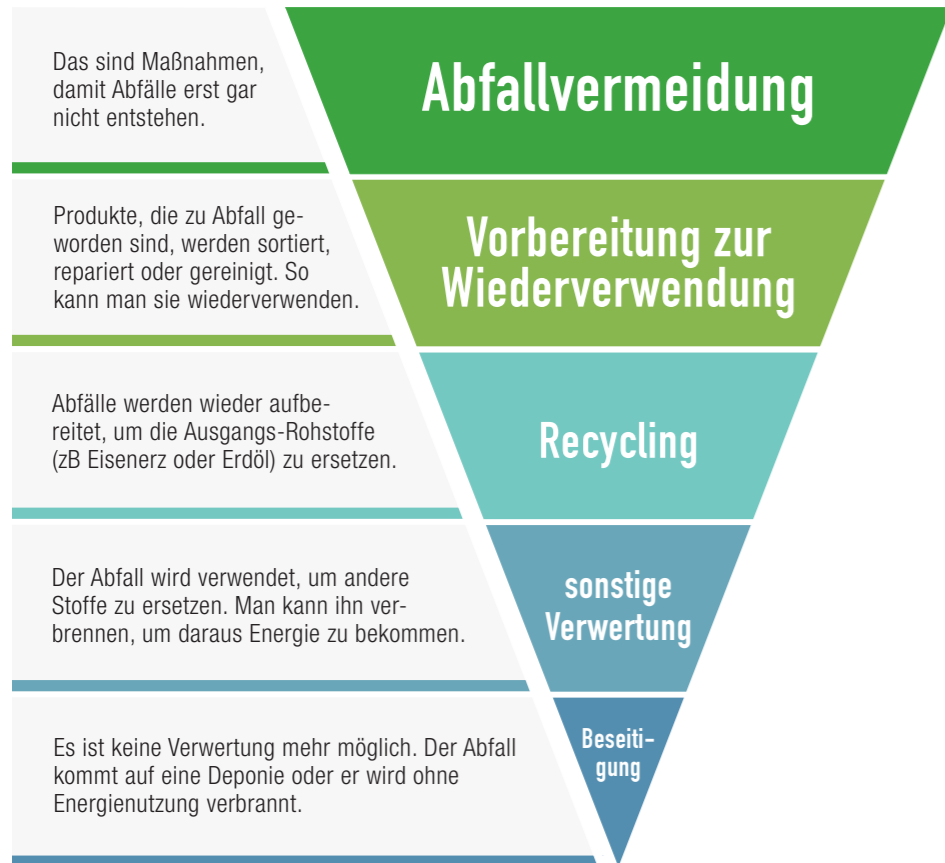 Das sind Maßnahmen,
damit Abfälle erst gar
nicht entstehen.
Abfallvermeidung
Produkte, die zu Abfall ge-
worden sind, werden sortiert,
repariert oder gereinigt. So
kann man sie wiederverwenden.
Vorbereitung zur
Wiederverwendung
Abfälle werden wieder aufbe-
reitet, um die Ausgangs-Rohstoffe
(zB Eisenerz oder Erdöl) zu ersetzen.
Recycling
Der Abfall wird verwendet, um andere
Stoffe zu ersetzen. Man kann ihn ver-
brennen, um daraus Energie zu bekommen.
sonstige
Verwertung
Es ist keine Verwertung mehr möglich. Der Abfall
kommt auf eine Deponie oder er wird ohne
Energienutzung verbrannt.
Beseiti-
gung